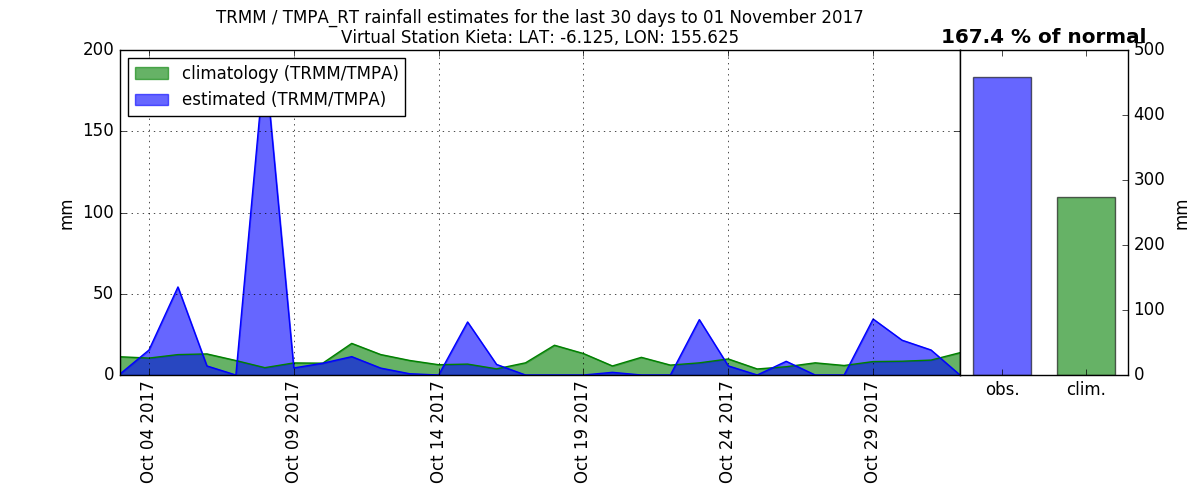 TRMM / TMPA_RT rainfall estimates for the last 30 days to 01 November 2017
Virtual Station Kieta: LAT: -6.125, LON: 155.625
167.4 % of normal
climatology (TRMM/TMPA)
estimated (TRMM/TMPA)
200
150
100
50
0
mm
Oct 04 2017
Oct 09 2017
Oct 14 2017
Oct 19 2017
Oct 24 2017
Oct 29 2017
500
400
300
200
100
0
mm
obs.
clim.